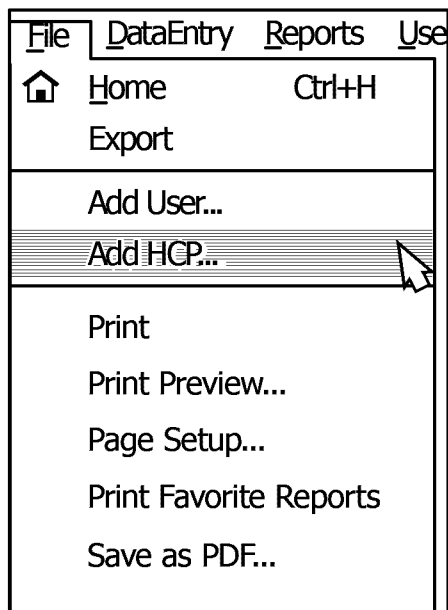 File DataEntry Reports Use
Home Ctrl+H
Export
Add User...
Add HCP...
Print
Print Preview...
Page Setup...
Print Favorite Reports
Save as PDF...